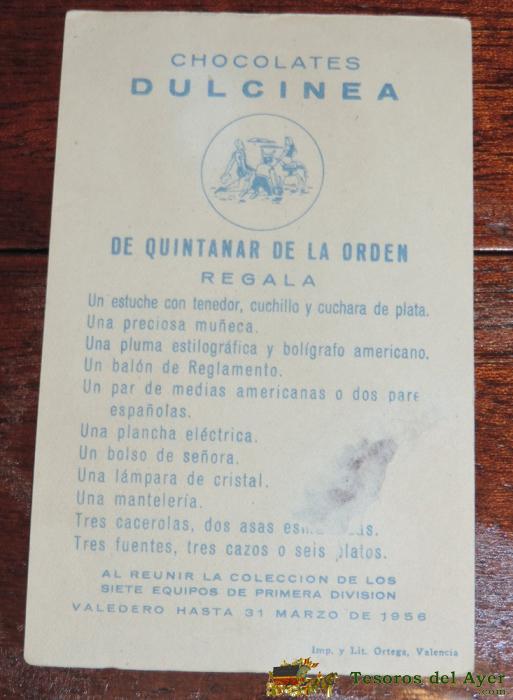 CHOCOLATES
DULCINEA
DE QUINTANAR DE LA ORDEN
REGALA
Un estuche con tenedor, cuchillo y cuchara de plata.
Una preciosa muñeca.
Una pluma estilográfica y bolígrafo americano.
Un balón de Reglamento.
Un par de medias americanas o dos pare
españolas.
Una plancha eléctrica.
Un bolso de señora.
Una lámpara de cristal.
Una mantelería.
Tres cacerolas, dos asas
Tres fuentes, tres cazos o seis platos.
AL REUNIR LA COLECCION DE LOS
SIETE EQUIPOS DE PRIMERA DIVISION
VALEDERO HASTA 31 MARZO DE 1956
Imp. y Lit. Ortega, Valencia
Tesoros del Ayer
.com